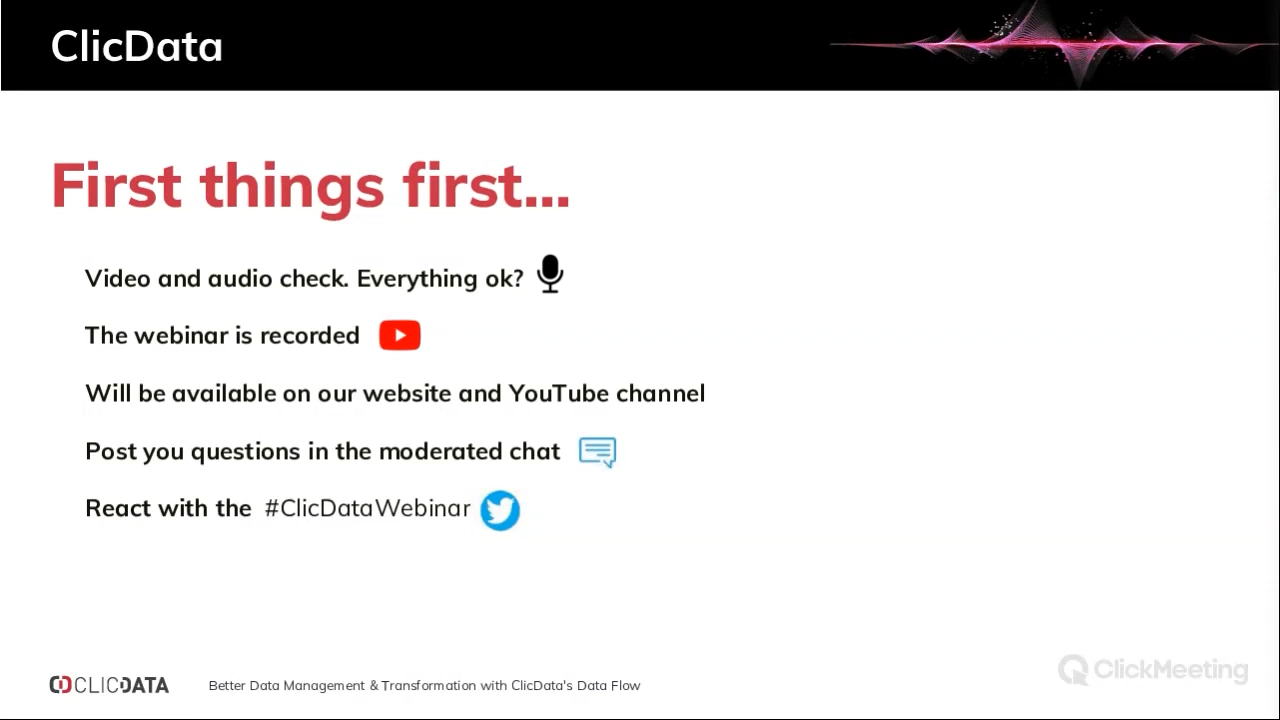 ClicData
First things first...
Video and audio check. Everything ok?
The webinar is recorded
Will be available on our website and YouTube channel
Post you questions in the moderated chat
React with the #ClicDataWebinar
CLICDATA
Better Data Management & Transformation with ClicData's Data Flow
ClickMeeting